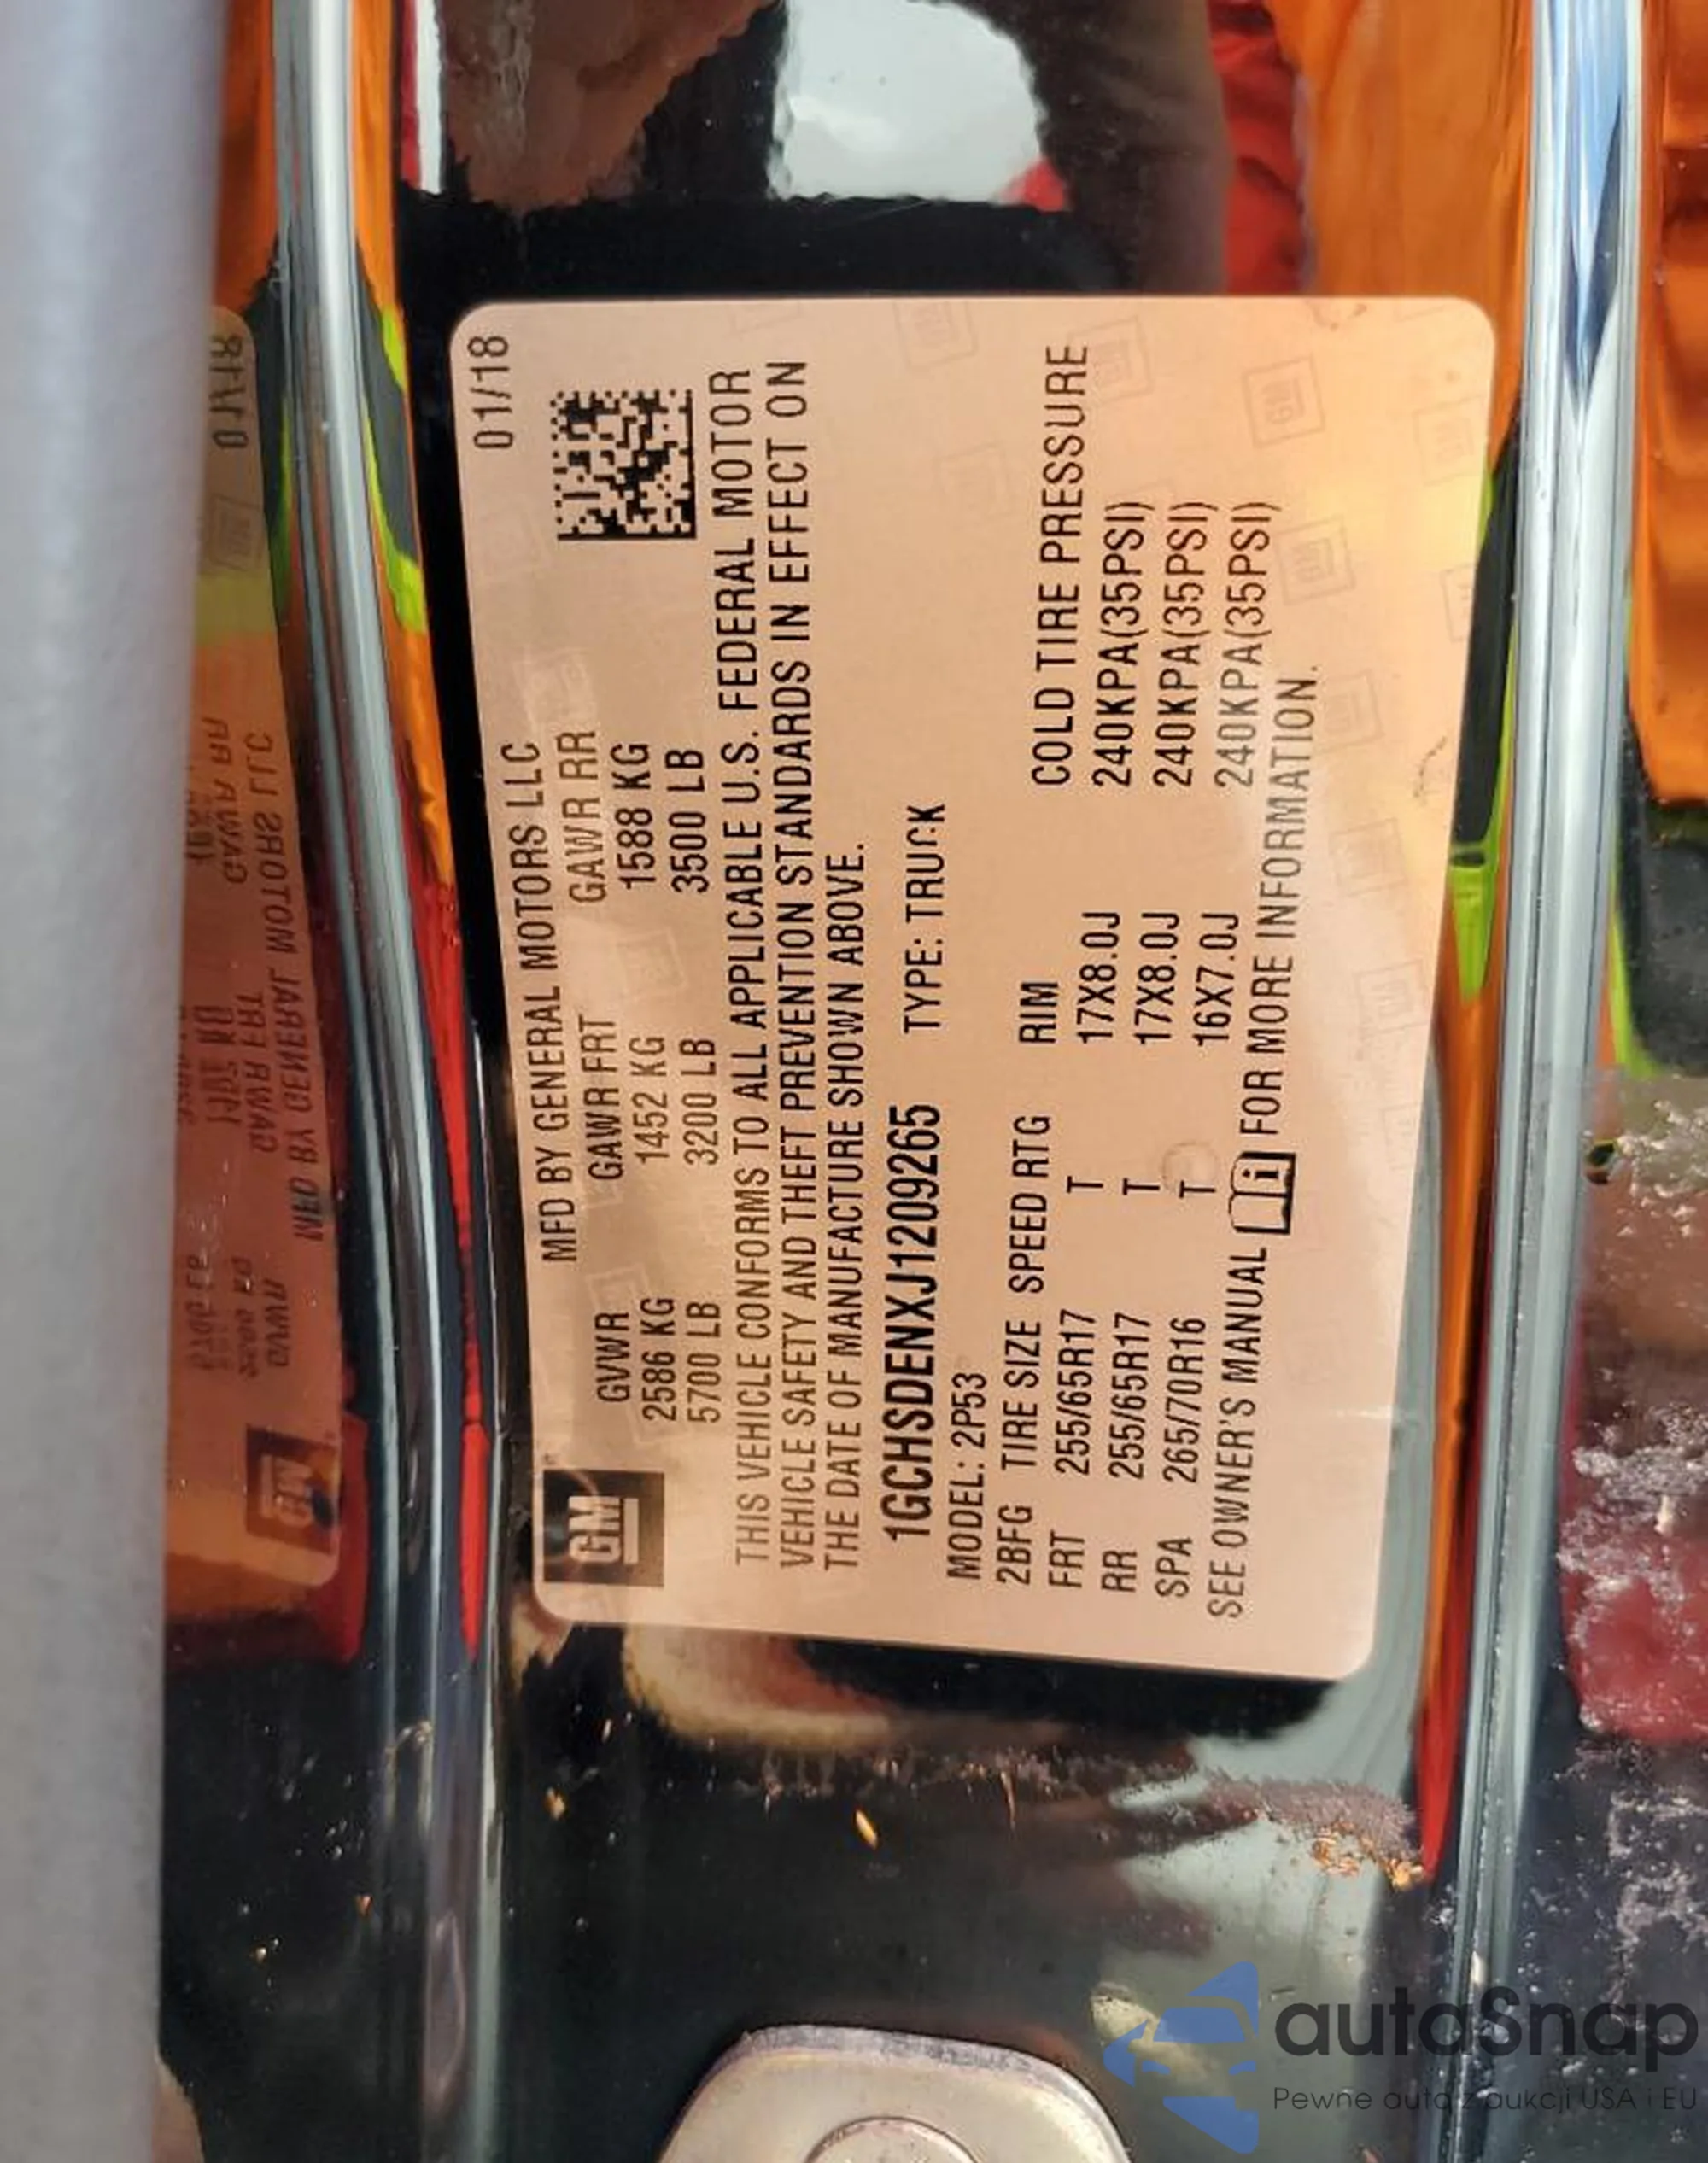 01/18
MFD BY GENERAL MOTORS LLC
GM
GVWR GAWR FRT GAWR RR
2586 KG 1452 KG 1588 KG
5700 LB 3200 LB 3500 LB
THIS VEHICLE CONFORMS TO ALL APPLICABLE U.S. FEDERAL MOTOR
VEHICLE SAFETY AND THEFT PREVENTION STANDARDS IN EFFECT ON
THE DATE OF MANUFACTURE SHOWN ABOVE.
1GCHSDENXJ1209265 TYPE: TRUCK
MODEL: 2P53
2BFG TIRE SIZE SPEED RTG RIM COLD TIRE PRESSURE
FRT 255/65R17 T 17X8.0J 240KPA(35PSI)
RR 255/65R17 T 17X8.0J 240KPA(35PSI)
SPA 265/70R16 T 16X7.0J 240KPA(35PSI)
SEE OWNER'S MANUAL i FOR MORE INFORMATION.
autoSnap
Pewne auta z aukcji USA i EU